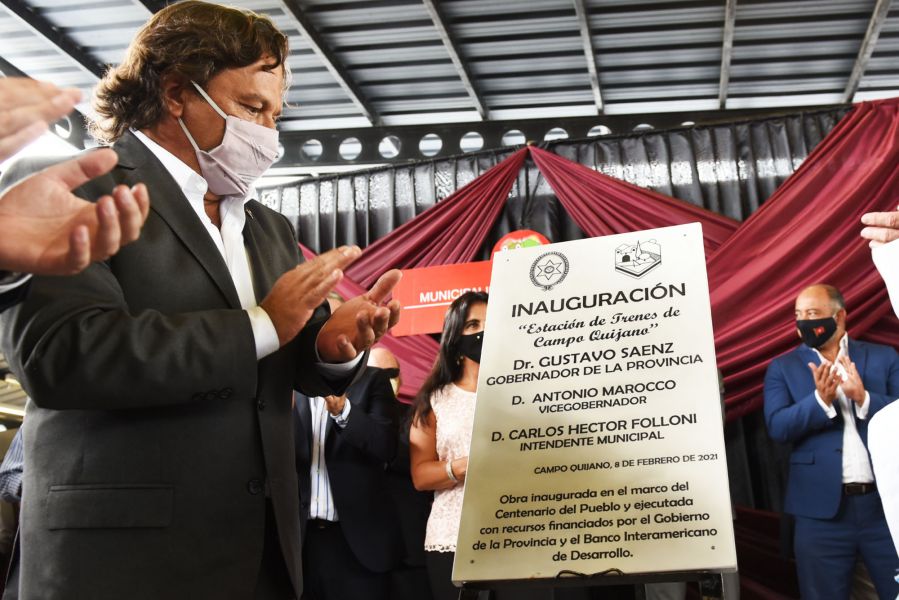 MUNICIPALI
INAUGURACIÓN
"Estación de Trenes de
Campo Quijano"
Dr. GUSTAVO SAENZ
GOBERNADOR DE LA PROVINCIA
D. ANTONIO MAROCCO
VICEGOBERNADOR
D. CARLOS HECTOR FOLLONI
INTENDENTE MUNICIPAL
CAMPO QUIJANO, 8 DE FEBRERO DE 2021
Obra inaugurada en el marco del
Centenario del Pueblo y ejecutada
con recursos financiados por el Gobierno
de la Provincia y el Banco Interamericano
de Desarrollo.